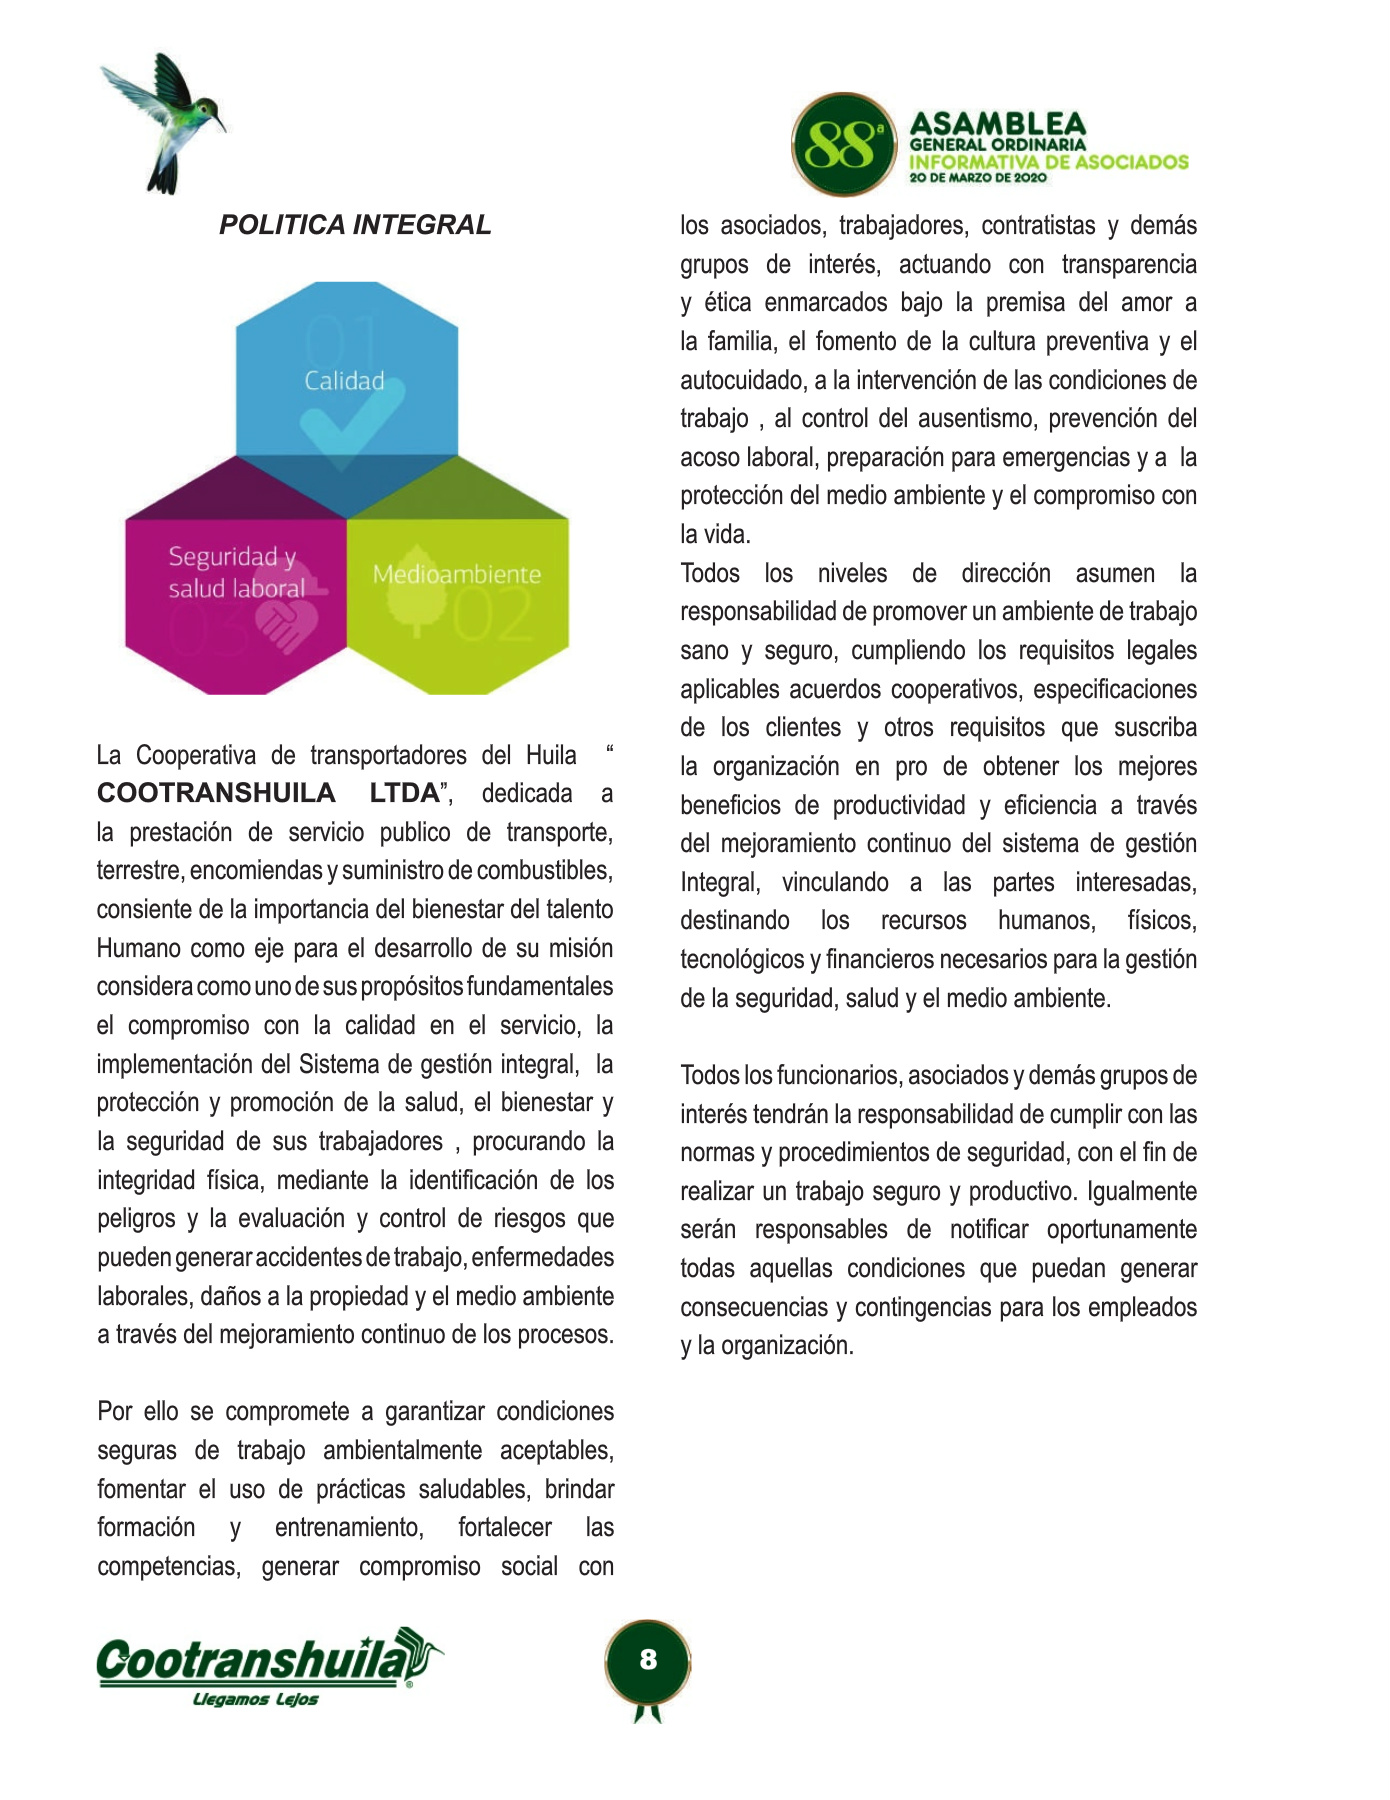 88ª
ASAMBLEA
GENERAL ORDINARIA
INFORMATIVA DE ASOCIADOS
20 DE MARZO DE 2020
POLITICA INTEGRAL
01
Calidad
Seguridad y
salud laboral
03
Medioambiente
02
La Cooperativa de transportadores del Huila “
COOTRANSHUILA LTDA”, dedicada a
la prestación de servicio publico de transporte,
terrestre, encomiendas y suministro de combustibles,
consiente de la importancia del bienestar del talento
Humano como eje para el desarrollo de su misión
considera como uno de sus propósitos fundamentales
el compromiso con la calidad en el servicio, la
implementación del Sistema de gestión integral, la
protección y promoción de la salud, el bienestar y
la seguridad de sus trabajadores , procurando la
integridad física, mediante la identificación de los
peligros y la evaluación y control de riesgos que
pueden generar accidentes de trabajo, enfermedades
laborales, daños a la propiedad y el medio ambiente
a través del mejoramiento continuo de los procesos.
Por ello se compromete a garantizar condiciones
seguras de trabajo ambientalmente aceptables,
fomentar el uso de prácticas saludables, brindar
formación y entrenamiento, fortalecer las
competencias, generar compromiso social con
los asociados, trabajadores, contratistas y demás
grupos de interés, actuando con transparencia
y ética enmarcados bajo la premisa del amor a
la familia, el fomento de la cultura preventiva y el
autocuidado, a la intervención de las condiciones de
trabajo , al control del ausentismo, prevención del
acoso laboral, preparación para emergencias y a la
protección del medio ambiente y el compromiso con
la vida.
Todos los niveles de dirección asumen la
responsabilidad de promover un ambiente de trabajo
sano y seguro, cumpliendo los requisitos legales
aplicables acuerdos cooperativos, especificaciones
de los clientes y otros requisitos que suscriba
la organización en pro de obtener los mejores
beneficios de productividad y eficiencia a través
del mejoramiento continuo del sistema de gestión
Integral, vinculando a las partes interesadas,
destinando los recursos humanos, físicos,
tecnológicos y financieros necesarios para la gestión
de la seguridad, salud y el medio ambiente.
Todos los funcionarios, asociados y demás grupos de
interés tendrán la responsabilidad de cumplir con las
normas y procedimientos de seguridad, con el fin de
realizar un trabajo seguro y productivo. Igualmente
serán responsables de notificar oportunamente
todas aquellas condiciones que puedan generar
consecuencias y contingencias para los empleados
y la organización.
Cootranshuila®
Llegamos Lejos
8